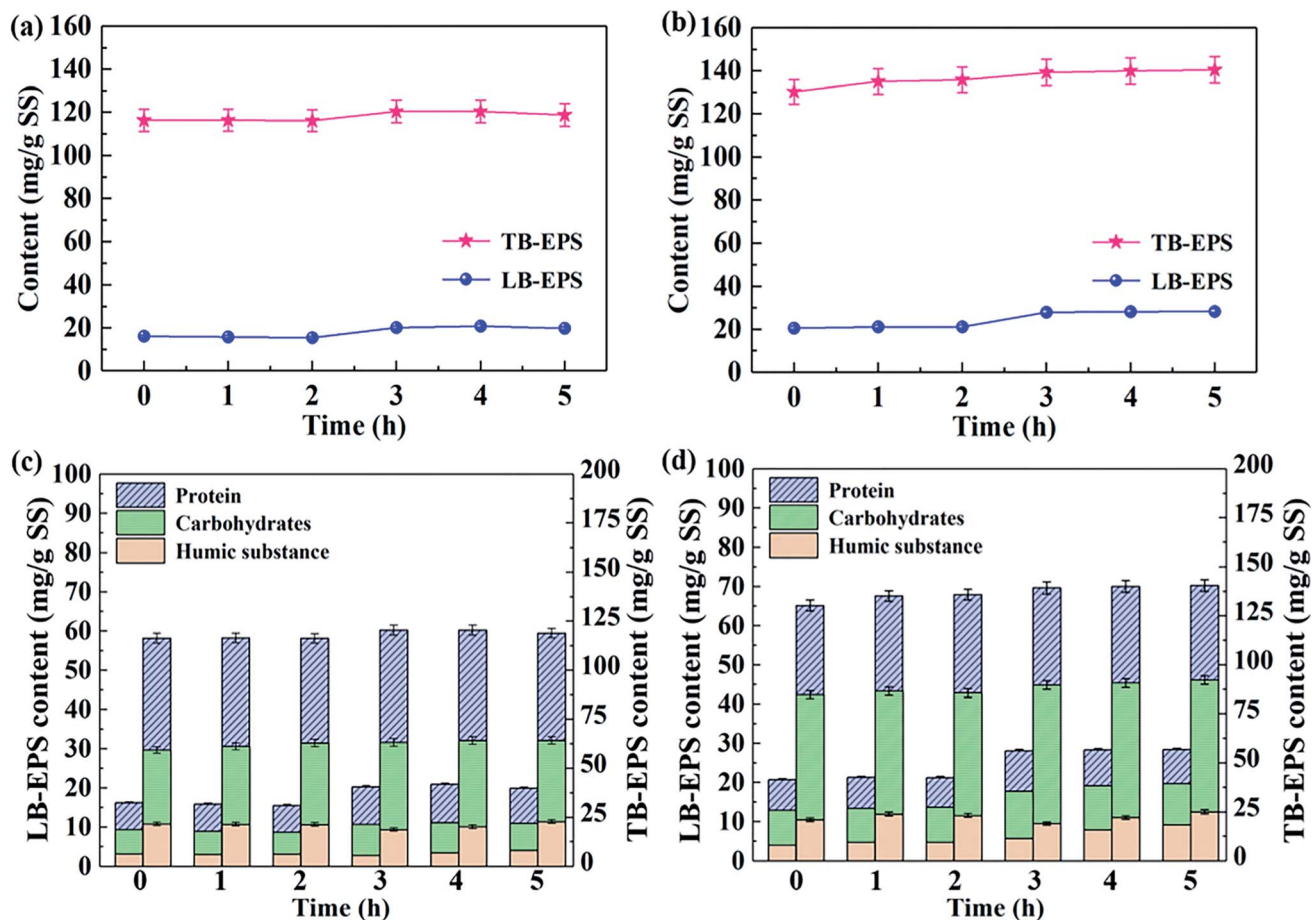 (a)
160
140
120
100
80
60
40
20
0
Content (mg/g SS)
TB-EPS
LB-EPS
0 1 2 3 4 5
Time (h)
(b)
160
140
120
100
80
60
40
20
0
Content (mg/g SS)
TB-EPS
LB-EPS
0 1 2 3 4 5
Time (h)
(c)
100
90
80
70
60
50
40
30
20
10
0
LB-EPS content (mg/g SS)
Protein
Carbohydrates
Humic substance
200
175
150
125
100
75
50
25
0
TB-EPS content (mg/g SS)
0 1 2 3 4 5
Time (h)
(d)
100
90
80
70
60
50
40
30
20
10
0
LB-EPS content (mg/g SS)
Protein
Carbohydrates
Humic substance
200
175
150
125
100
75
50
25
0
TB-EPS content (mg/g SS)
0 1 2 3 4 5
Time (h)